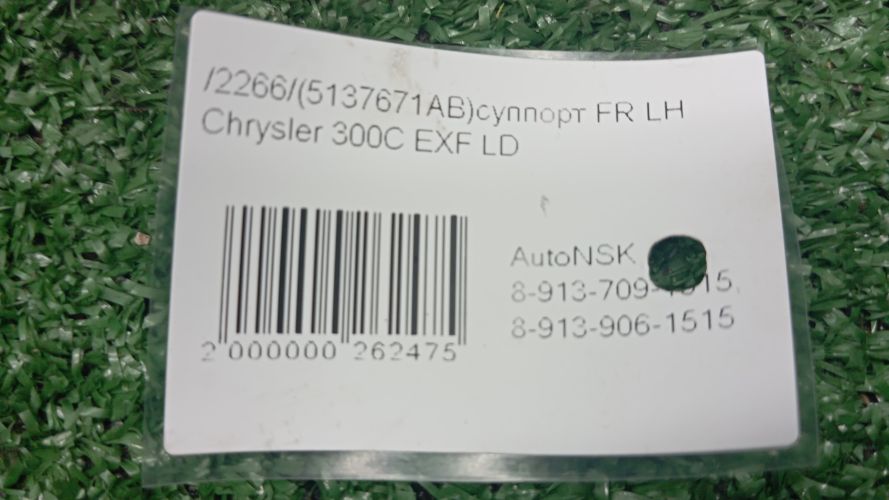 /2266/(5137671AB)суппорт FR LH
Chrysler 300C EXF LD
AutoNSK
8-913-709-1515,
8-913-906-1515
2 000000 262475